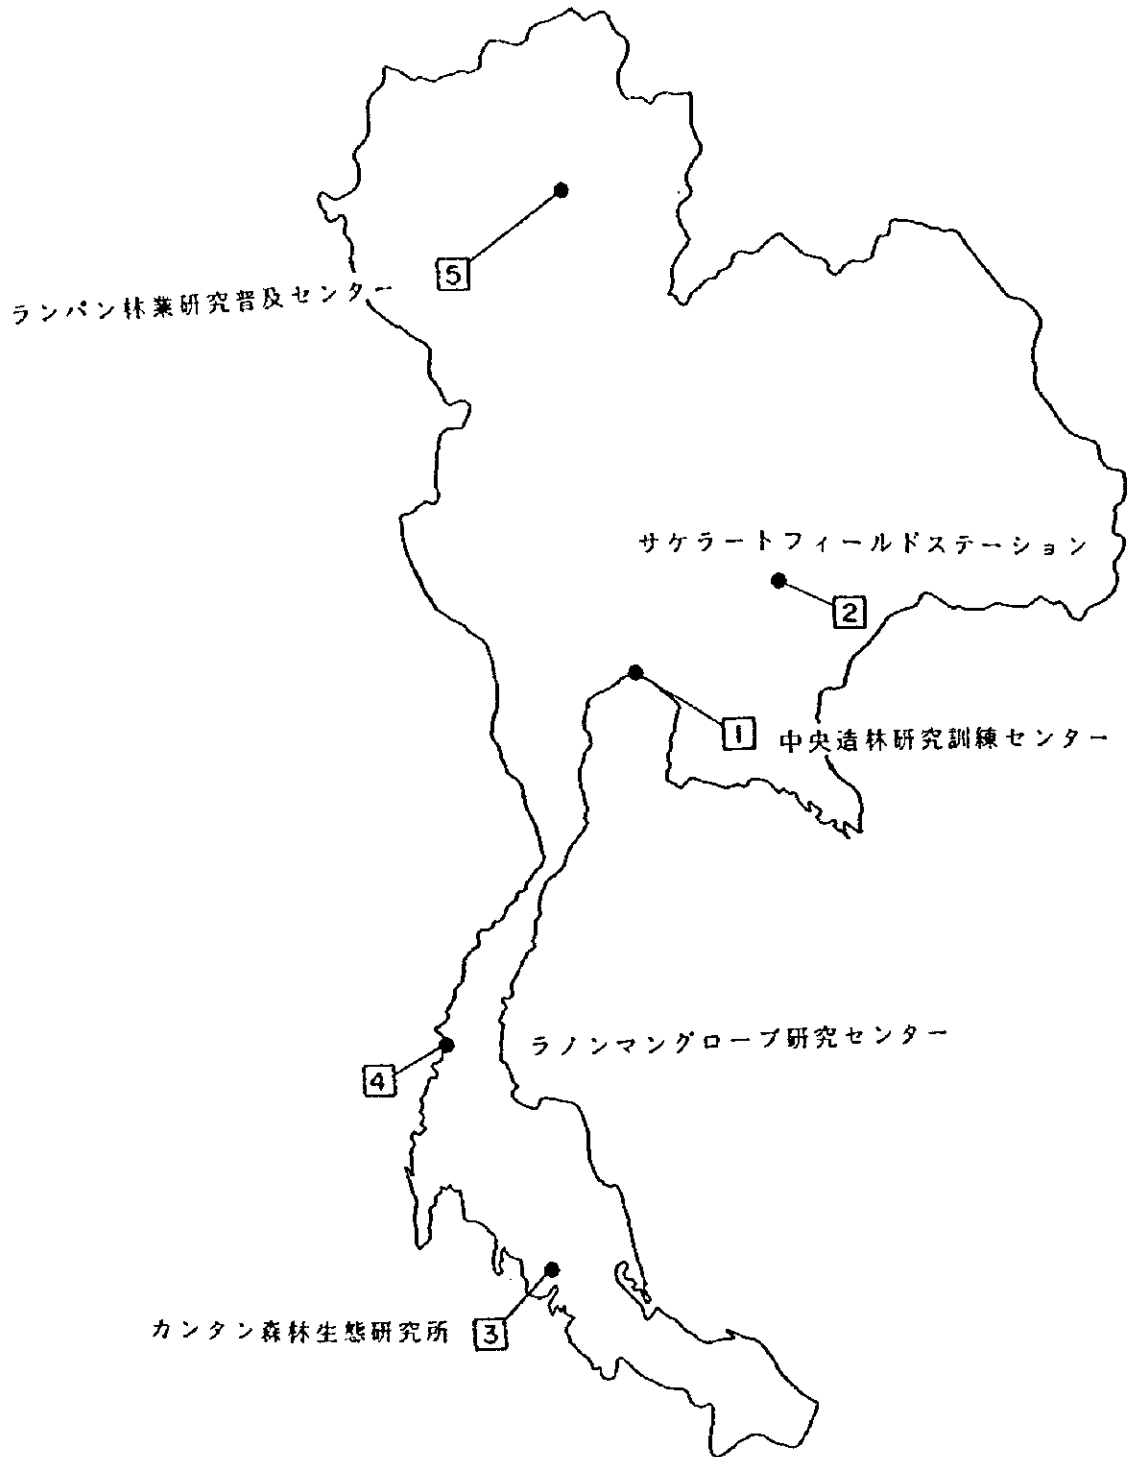 5
ランパン林業研究普及センター
サケラートフィールドステーション
2
1 中央造林研究訓練センター
ラノンマングローブ研究センター
4
カンタン森林生態研究所 3